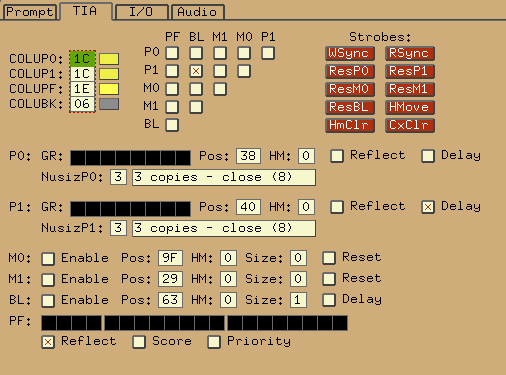 Prompt TIA I/O Audio
PF BL M1 M0 P1 Strobes:
COLUP0: 1C P0 WSync RSync
COLUP1: 1C P1 ResP0 ResP1
COLUPF: 1E M0 ResM0 ResM1
COLUBK: 06 M1 ResBL HMove
BL HmClr CxClr
P0: GR: Pos: 38 HM: 0 Reflect Delay
NusizP0: 3 3 copies - close (8)
P1: GR: Pos: 40 HM: 0 Reflect Delay
NusizP1: 3 3 copies - close (8)
M0: Enable Pos: 9F HM: 0 Size: 0 Reset
M1: Enable Pos: 29 HM: 0 Size: 0 Reset
BL: Enable Pos: 63 HM: 0 Size: 1 Delay
PF:
Reflect Score Priority